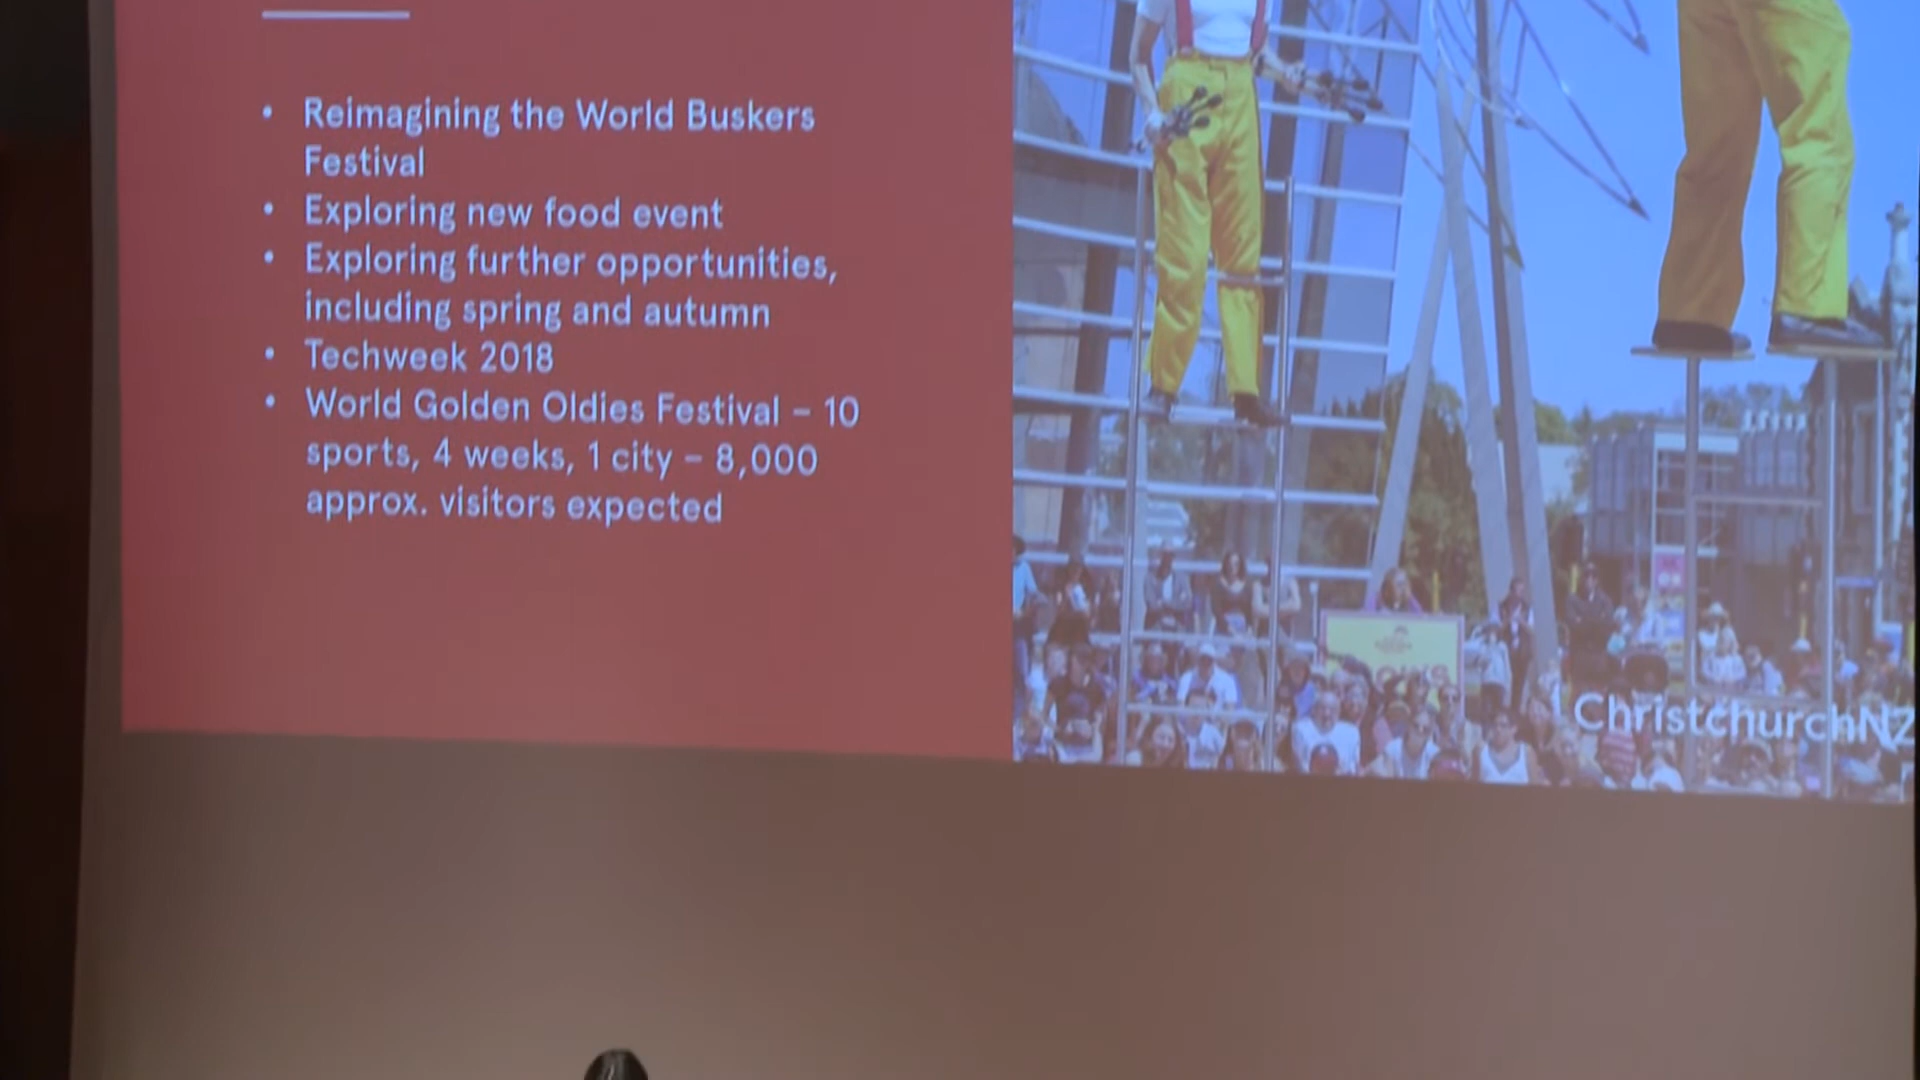 • Reimagining the World Buskers
Festival
• Exploring new food event
• Exploring further opportunities,
including spring and autumn
• Techweek 2018
• World Golden Oldies Festival – 10
sports, 4 weeks, 1 city – 8,000
approx. visitors expected
ChristchurchNZ